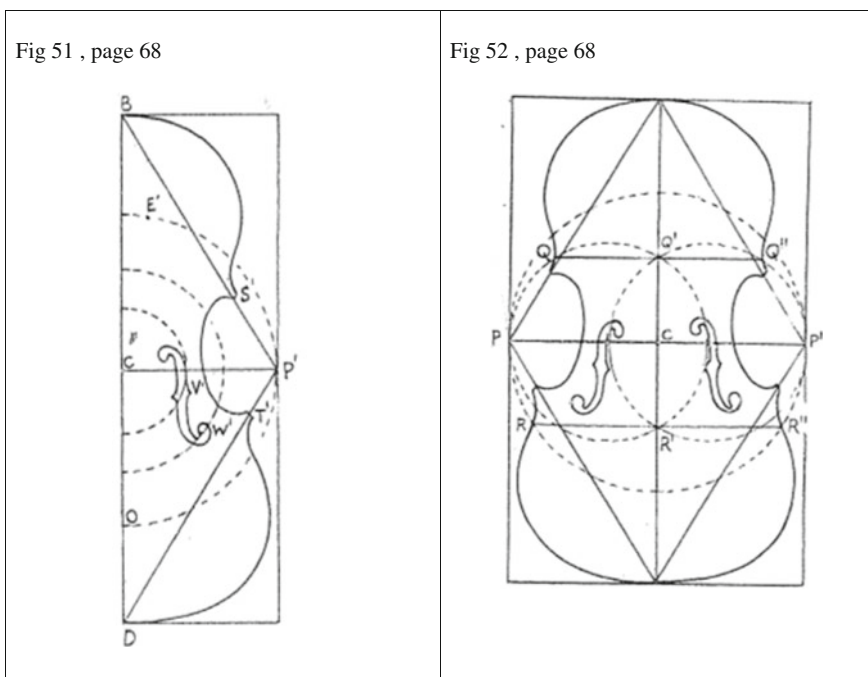 Fig 51 , page 68
B
E'
S'
C
P'
V'
T'
W'
O
D
Fig 52 , page 68
Q
Q'
Q''
P
C
P'
R
R'
R''